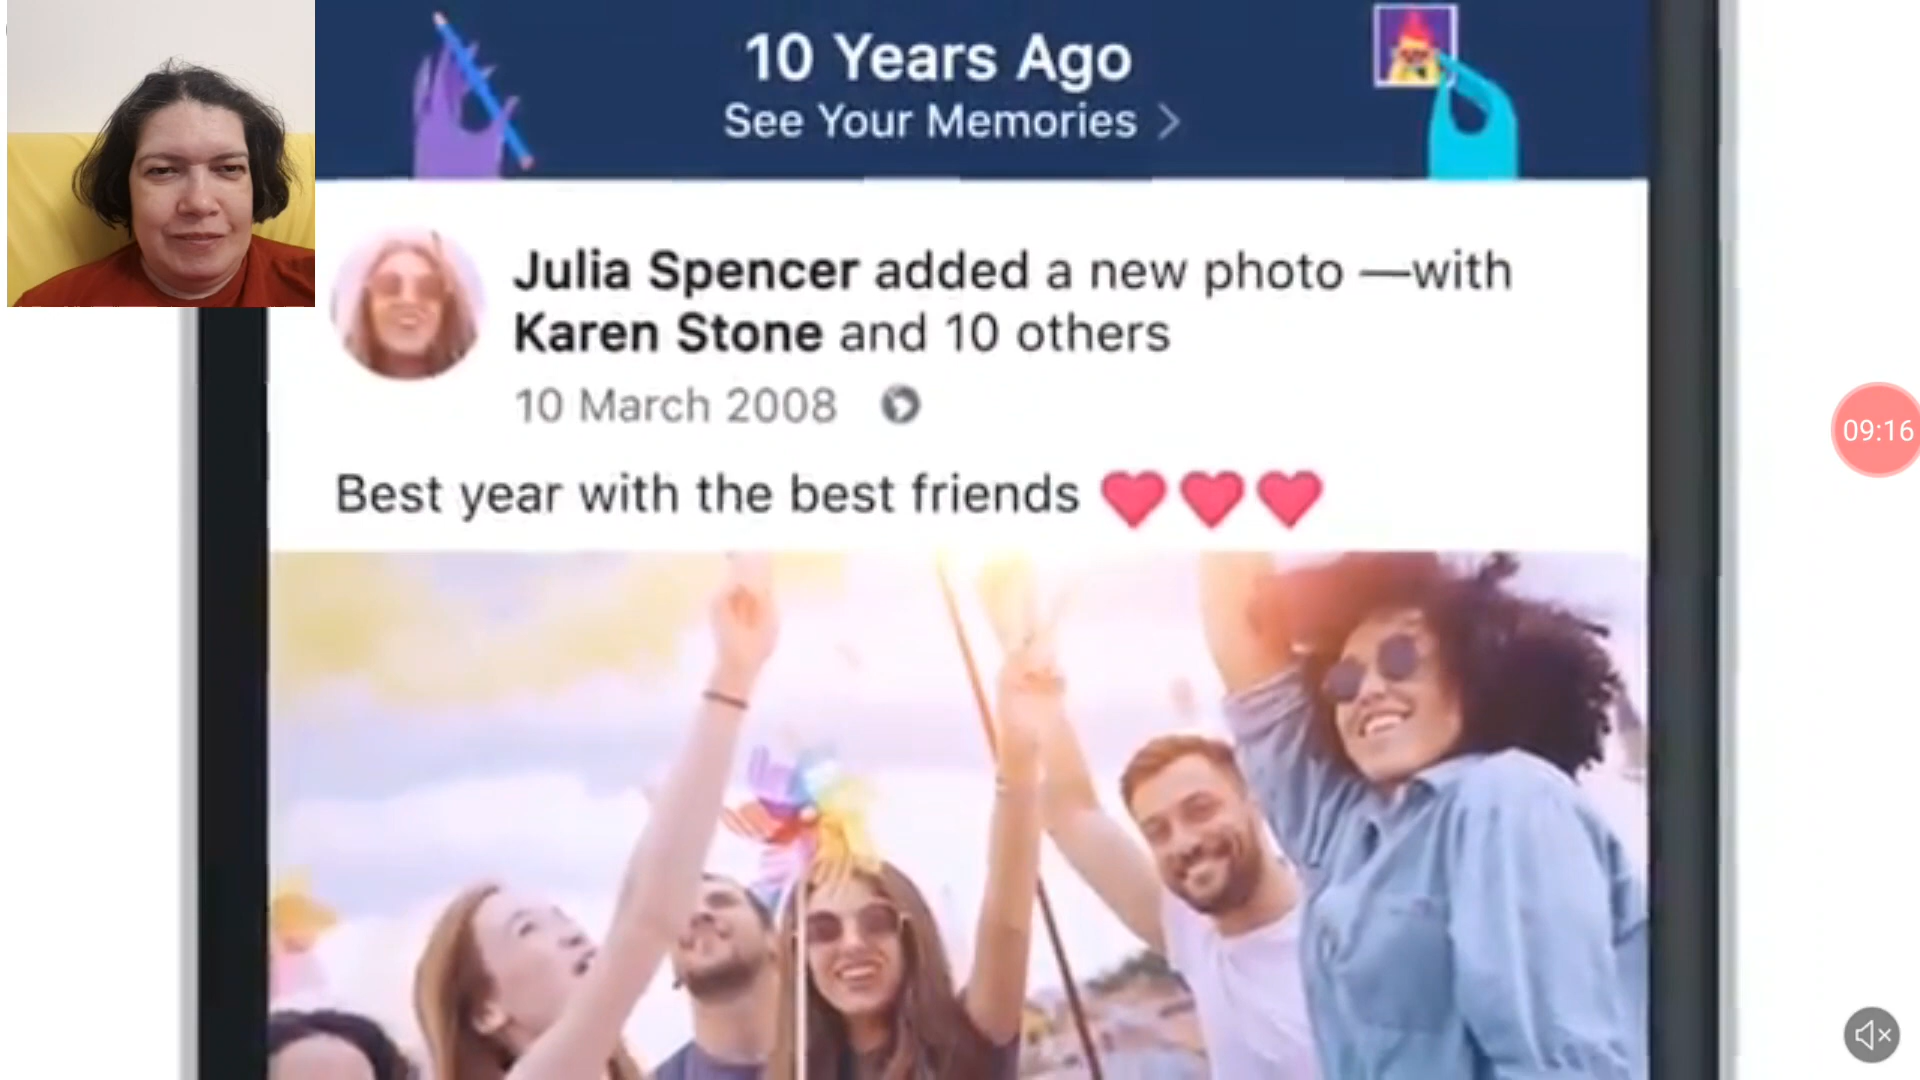 10 Years Ago
See Your Memories >
Julia Spencer added a new photo —with
Karen Stone and 10 others
10 March 2008
Best year with the best friends ❤❤❤
09:16